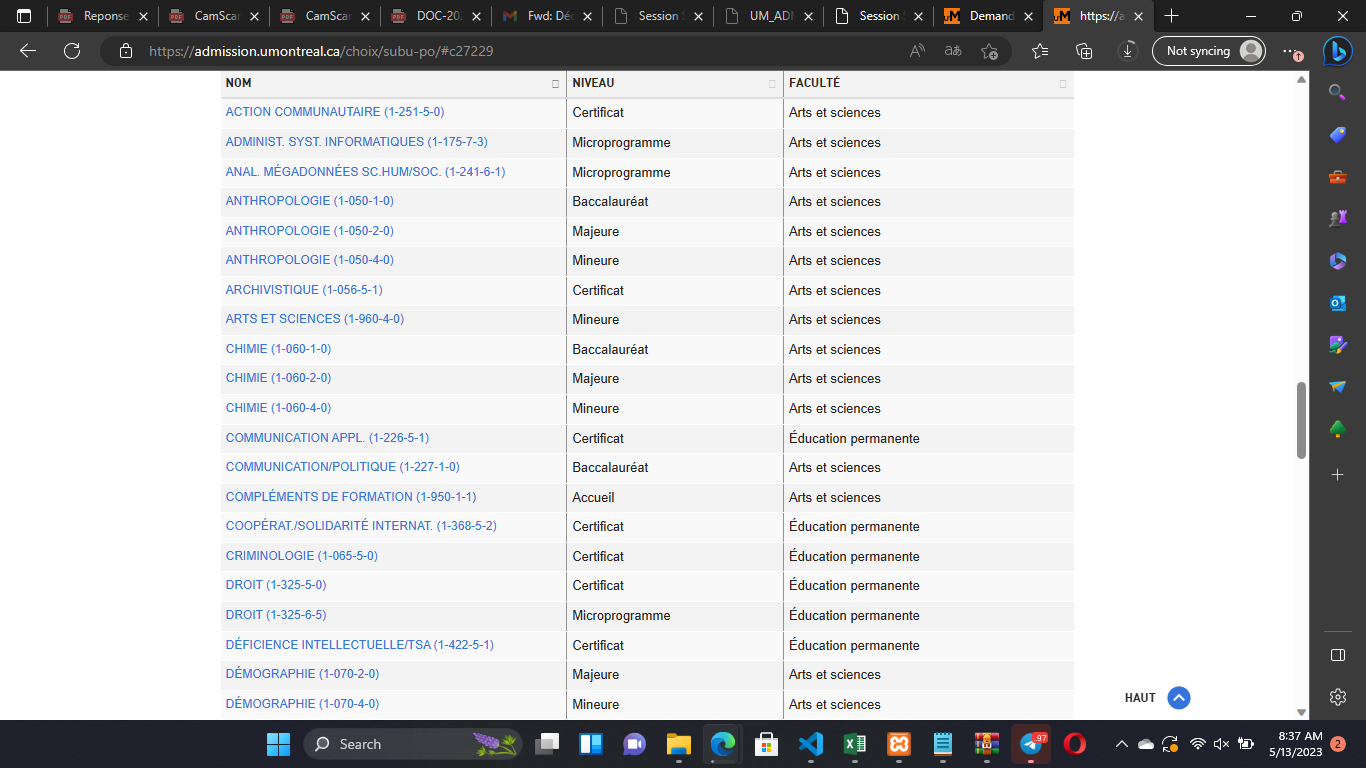 Reponse
CamScar
CamScar
DOC-202
Fwd: Déc
Session S
UM_ADM
Session S
Demand
https://a
https://admission.umontreal.ca/choix/subu-po/#c27229
Not syncing
NOM NIVEAU FACULTÉ
ACTION COMMUNAUTAIRE (1-251-5-0) Certificat Arts et sciences
ADMINIST. SYST. INFORMATIQUES (1-175-7-3) Microprogramme Arts et sciences
ANAL. MÉGADONNÉES SC.HUM/SOC. (1-241-6-1) Microprogramme Arts et sciences
ANTHROPOLOGIE (1-050-1-0) Baccalauréat Arts et sciences
ANTHROPOLOGIE (1-050-2-0) Majeure Arts et sciences
ANTHROPOLOGIE (1-050-4-0) Mineure Arts et sciences
ARCHIVISTIQUE (1-056-5-1) Certificat Arts et sciences
ARTS ET SCIENCES (1-960-4-0) Mineure Arts et sciences
CHIMIE (1-060-1-0) Baccalauréat Arts et sciences
CHIMIE (1-060-2-0) Majeure Arts et sciences
CHIMIE (1-060-4-0) Mineure Arts et sciences
COMMUNICATION APPL. (1-226-5-1) Certificat Éducation permanente
COMMUNICATION/POLITIQUE (1-227-1-0) Baccalauréat Arts et sciences
COMPLÉMENTS DE FORMATION (1-950-1-1) Accueil Arts et sciences
COOPÉRAT./SOLIDARITÉ INTERNAT. (1-368-5-2) Certificat Éducation permanente
CRIMINOLOGIE (1-065-5-0) Certificat Éducation permanente
DROIT (1-325-5-0) Certificat Éducation permanente
DROIT (1-325-6-5) Microprogramme Éducation permanente
DÉFICIENCE INTELLECTUELLE/TSA (1-422-5-1) Certificat Éducation permanente
DÉMOGRAPHIE (1-070-2-0) Majeure Arts et sciences
DÉMOGRAPHIE (1-070-4-0) Mineure Arts et sciences
HAUT
Search
97
8:37 AM
5/13/2023
2